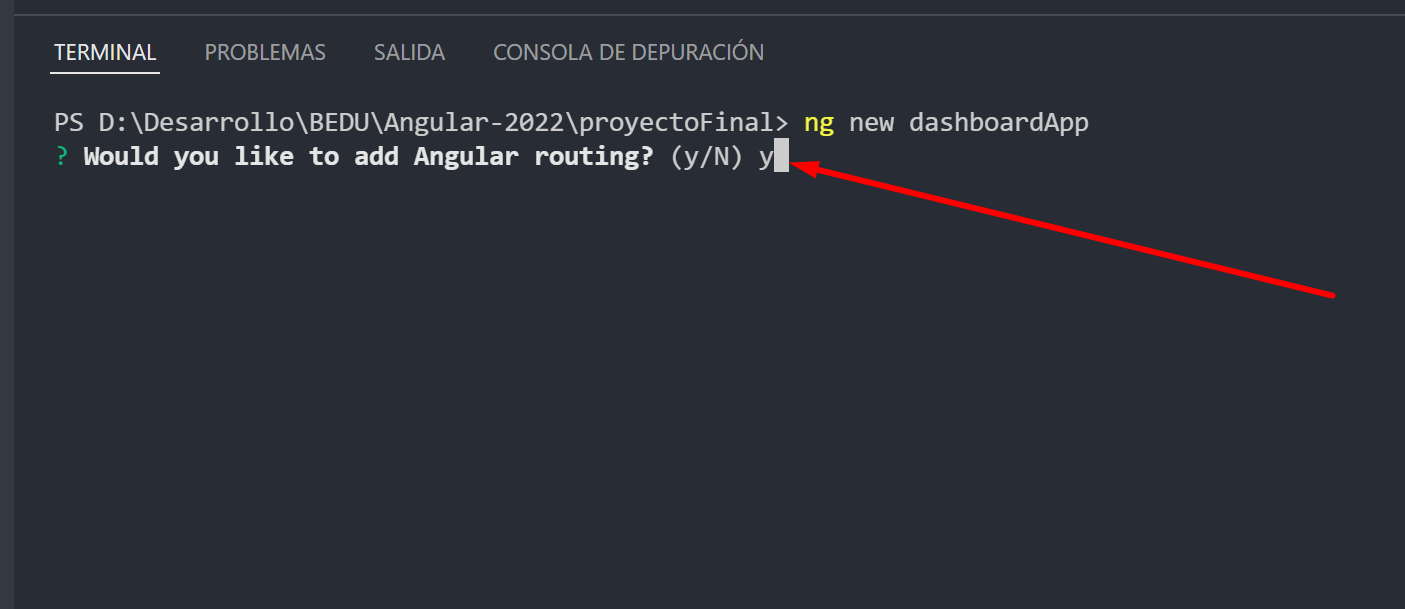 TERMINAL PROBLEMAS SALIDA CONSOLA DE DEPURACIÓN
PS D:\Desarrollo\BEDU\Angular-2022\proyectoFinal> ng new dashboardApp
? Would you like to add Angular routing? (y/N) y